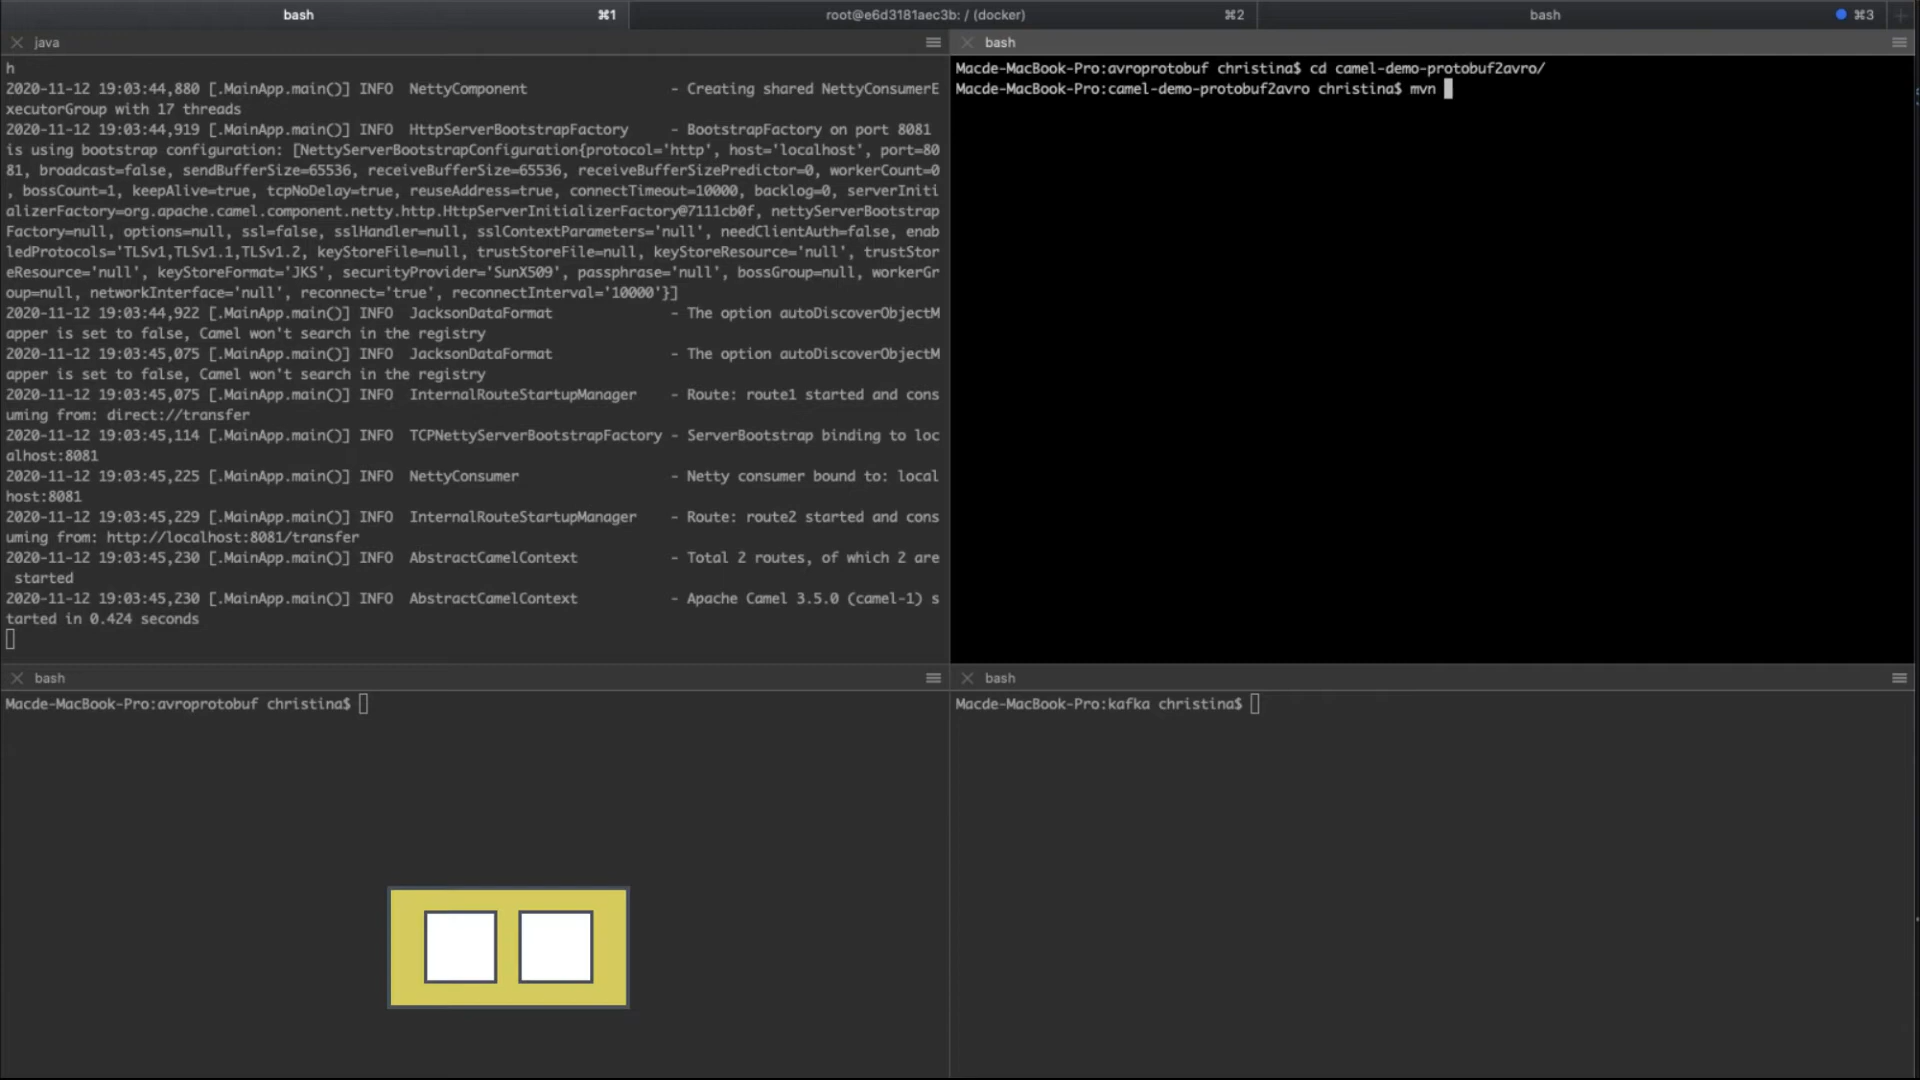 bash ⌘1
root@e6d3181aec3b: / (docker) ⌘2
bash ⌘3
java
h
2020-11-12 19:03:44,880 [.MainApp.main()] INFO  NettyComponent                 - Creating shared NettyConsumerE
xecutorGroup with 17 threads
2020-11-12 19:03:44,919 [.MainApp.main()] INFO  HttpServerBootstrapFactory     - BootstrapFactory on port 8081
is using bootstrap configuration: [NettyServerBootstrapConfiguration{protocol='http', host='localhost', port=80
81, broadcast=false, sendBufferSize=65536, receiveBufferSize=65536, receiveBufferSizePredictor=0, workerCount=0
, bossCount=1, keepAlive=true, tcpNoDelay=true, reuseAddress=true, connectTimeout=10000, backlog=0, serverIniti
alizerFactory=org.apache.camel.component.netty.http.HttpServerInitializerFactory@7111cb0f, nettyServerBootstrap
Factory=null, options=null, ssl=false, sslHandler=null, sslContextParameters='null', needClientAuth=false, enab
ledProtocols='TLSv1,TLSv1.1,TLSv1.2, keyStoreFile=null, trustStoreFile=null, keyStoreResource='null', trustStor
eResource='null', keyStoreFormat='JKS', securityProvider='SunX509', passphrase='null', bossGroup=null, workerGr
oup=null, networkInterface='null', reconnect='true', reconnectInterval='10000'}]
2020-11-12 19:03:44,922 [.MainApp.main()] INFO  JacksonDataFormat              - The option autoDiscoverObjectM
apper is set to false, Camel won't search in the registry
2020-11-12 19:03:45,075 [.MainApp.main()] INFO  JacksonDataFormat              - The option autoDiscoverObjectM
apper is set to false, Camel won't search in the registry
2020-11-12 19:03:45,075 [.MainApp.main()] INFO  InternalRouteStartupManager    - Route: route1 started and cons
uming from: direct://transfer
2020-11-12 19:03:45,114 [.MainApp.main()] INFO  TCPNettyServerBootstrapFactory - ServerBootstrap binding to loc
alhost:8081
2020-11-12 19:03:45,225 [.MainApp.main()] INFO  NettyConsumer                  - Netty consumer bound to: local
host:8081
2020-11-12 19:03:45,229 [.MainApp.main()] INFO  InternalRouteStartupManager    - Route: route2 started and cons
uming from: http://localhost:8081/transfer
2020-11-12 19:03:45,230 [.MainApp.main()] INFO  AbstractCamelContext           - Total 2 routes, of which 2 are
 started
2020-11-12 19:03:45,230 [.MainApp.main()] INFO  AbstractCamelContext           - Apache Camel 3.5.0 (camel-1) s
tarted in 0.424 seconds
bash
Macde-MacBook-Pro:avroprotobuf christina$ cd camel-demo-protobuf2avro/
Macde-MacBook-Pro:camel-demo-protobuf2avro christina$ mvn
bash
Macde-MacBook-Pro:avroprotobuf christina$
bash
Macde-MacBook-Pro:kafka christina$